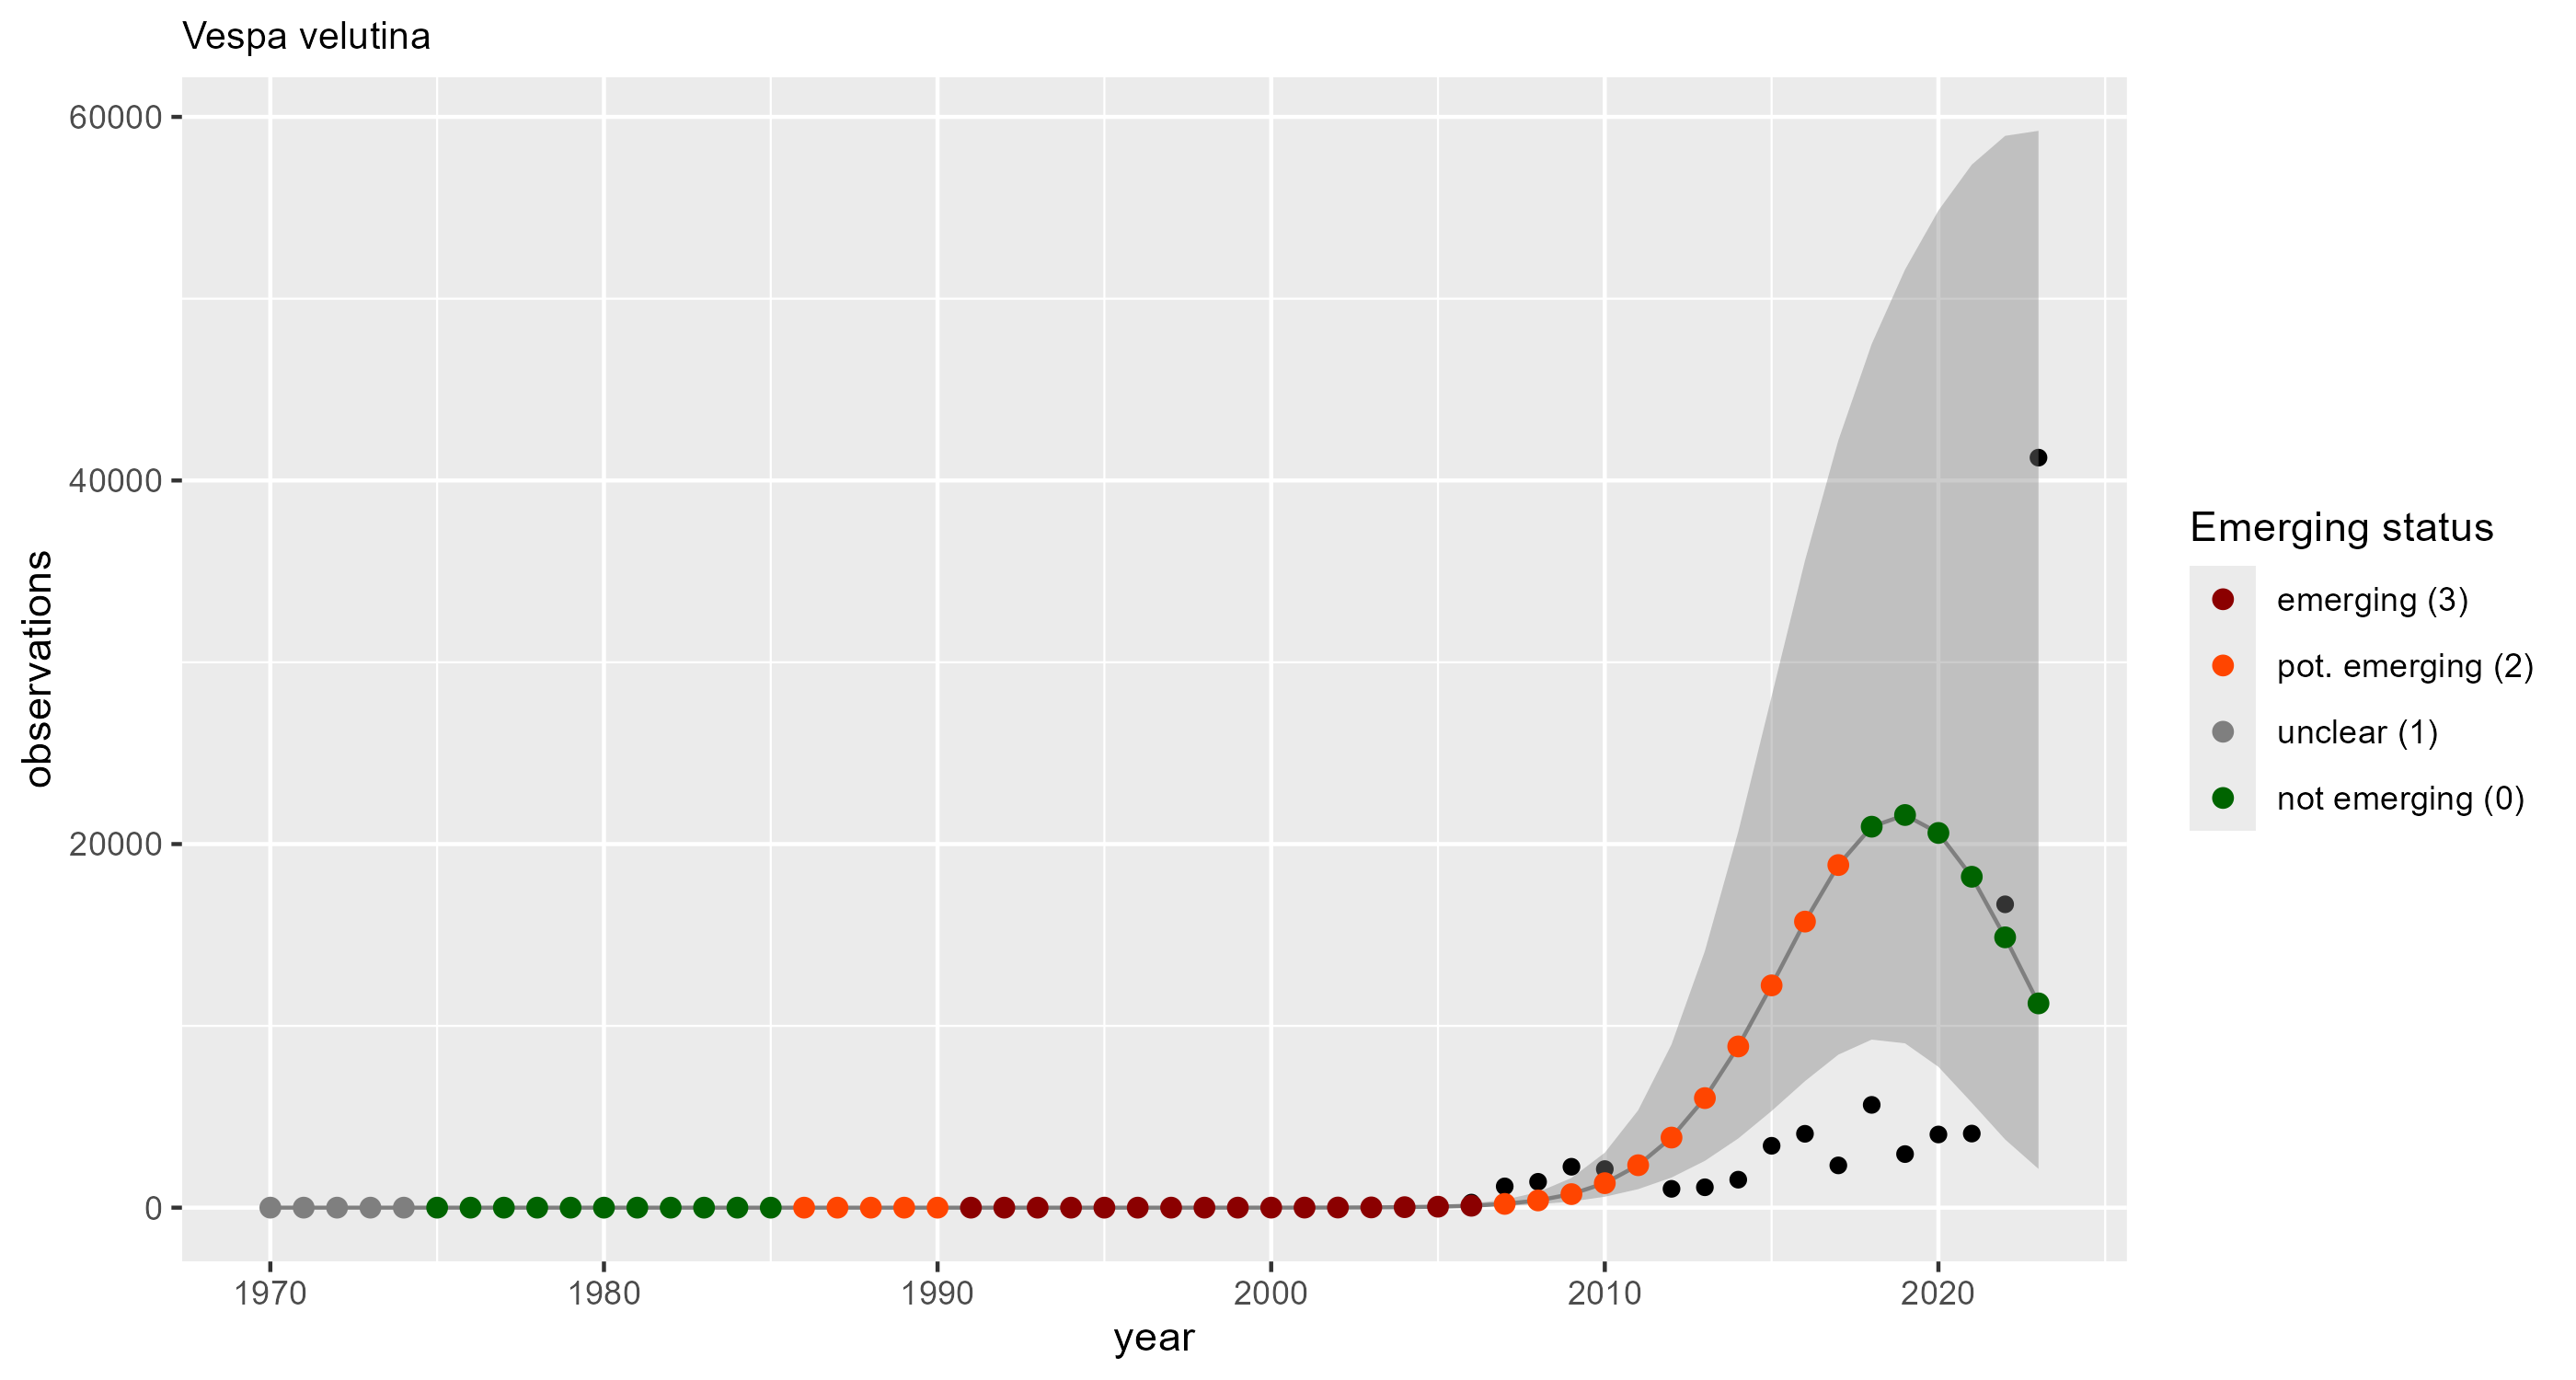 Vespa velutina
60000
40000
20000
0
observations
1970 1980 1990 2000 2010 2020
year
Emerging status
emerging (3)
pot. emerging (2)
unclear (1)
not emerging (0)